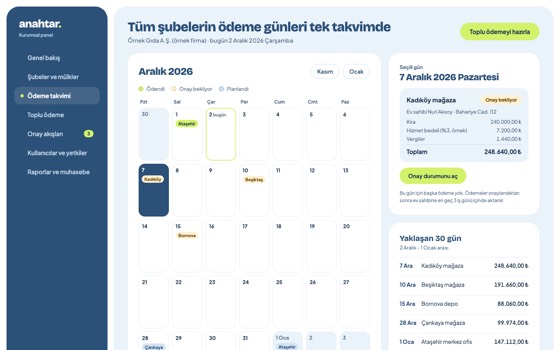 anahtar.
Kurumsal panel
Genel bakış
Şubeler ve mülkler
Ödeme takvimi
Toplu ödeme
Onay akışları 3
Kullanıcılar ve yetkiler
Raporlar ve muhasebe
Tüm şubelerin ödeme günleri tek takvimde
Örnek Gıda A.Ş. (örnek firma) · bugün 2 Aralık 2026 Çarşamba
Toplu ödemeyi hazırla
Aralık 2026
Kasım Ocak
Ödendi Onay bekliyor Planlandı
Pzt Sal Çar Per Cum Cmt Paz
30 1 2 bugün 3 4 5 6
Ataşehir
7 8 9 10 11 12 13
Kadıköy Beşiktaş
14 15 16 17 18 19 20
Bornova
21 22 23 24 25 26 27
28 29 30 31 1 Oca 2 3
Çankaya Ataşehir
Seçili gün
7 Aralık 2026 Pazartesi
Kadıköy mağaza Onay bekliyor
Ev sahibi Nuri Aksoy · Bahariye Cad. 112
Kira 240.000,00 ₺
Hizmet bedeli (%3, örnek) 7.200,00 ₺
Vergiler 1.440,00 ₺
Toplam 248.640,00 ₺
Onay durumunu aç
Bu gün için başka ödeme yok. Ödemeler onaylandıktan
sonra ev sahibine en geç 3 iş günü içinde aktarılır.
Yaklaşan 30 gün
2 Aralık - 1 Ocak arası
7 Ara Kadıköy mağaza 248.640,00 ₺
10 Ara Beşiktaş mağaza 191.660,00 ₺
15 Ara Bornova depo 88.060,00 ₺
28 Ara Çankaya mağaza 99.974,00 ₺
1 Oca Ataşehir merkez ofis 147.112,00 ₺